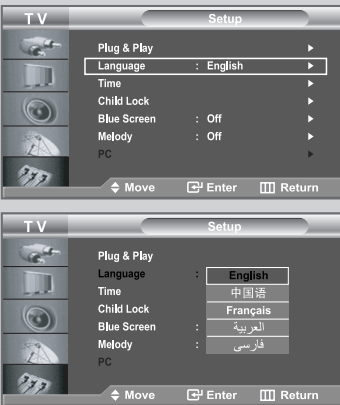 TV Setup
Plug & Play
Language : English
Time
Child Lock
Blue Screen : Off
Melody : Off
PC
Move Enter Return
TV Setup
Plug & Play
Language : English
中国语
Time
Child Lock Français
Blue Screen : العربية
Melody : فارسی
PC
Move Enter Return